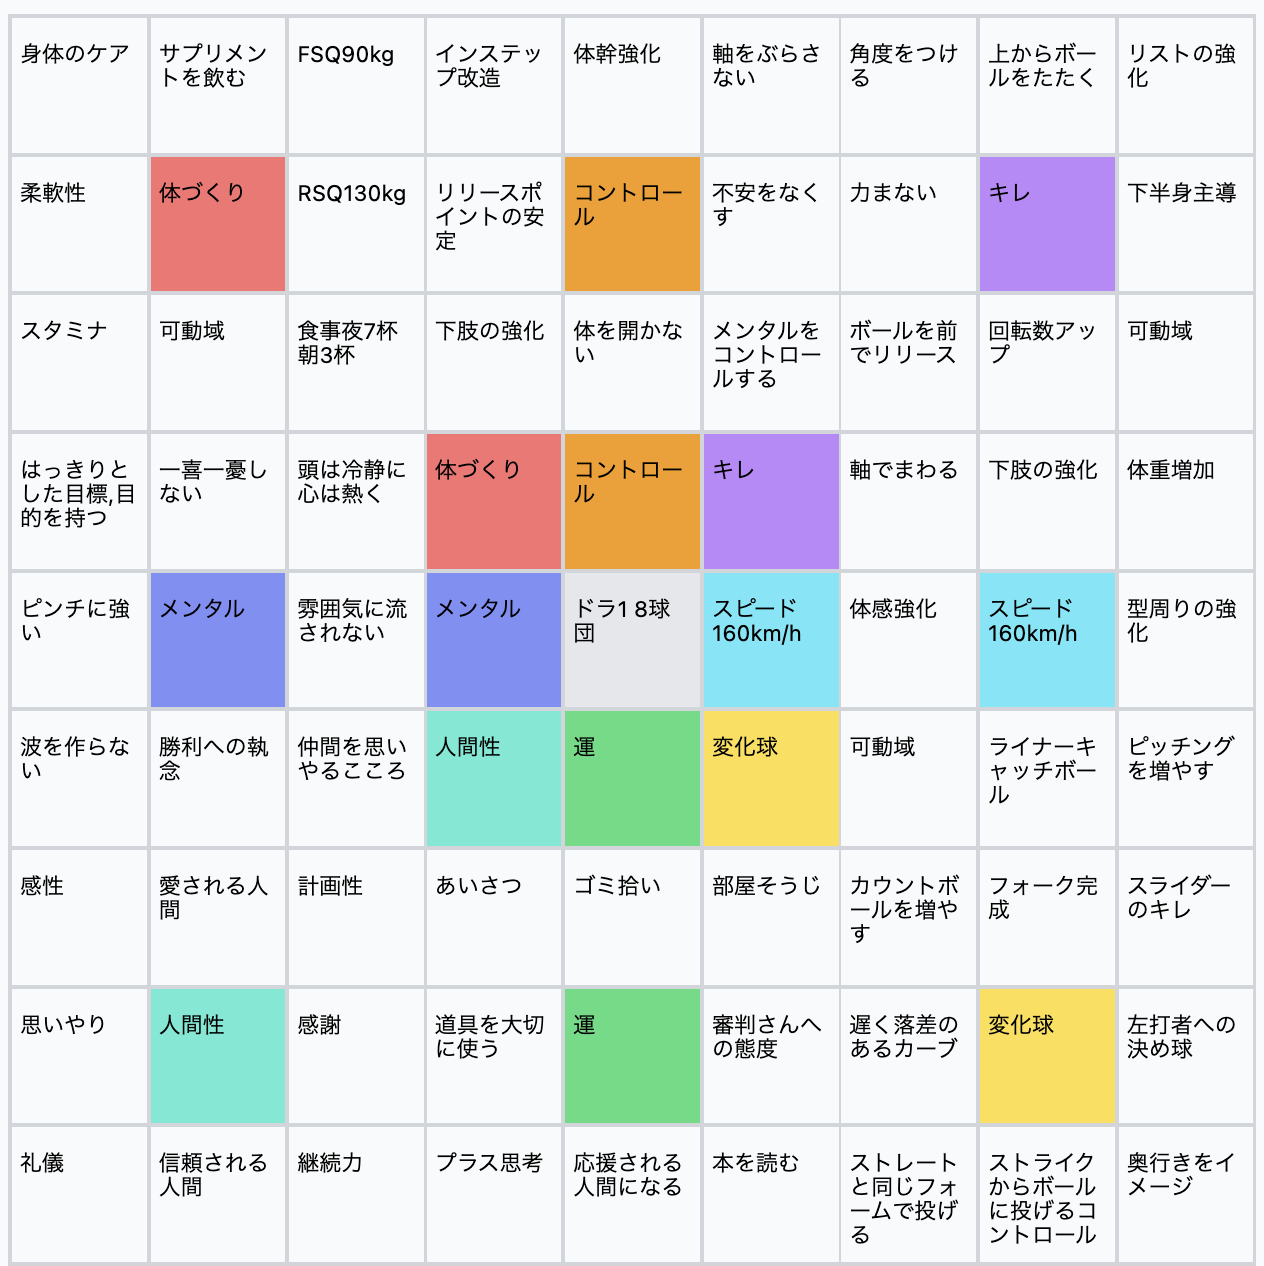 身体のケア
サプリメン
トを飲む
FSQ90kg
インステッ
プ改造
体幹強化
軸をぶらさ
ない
角度をつけ
る
上からボー
ルをたたく
リストの強
化
柔軟性
体づくり
RSQ130kg
リリースポ
イントの安
定
コントロー
ル
不安をなく
す
力まない
キレ
下半身主導
スタミナ
可動域
食事夜7杯
朝3杯
下肢の強化
体を開かな
い
メンタルを
コントロー
ルする
ボールを前
でリリース
回転数アッ
プ
可動域
はっきりと
した目標,目
的を持つ
一喜一憂し
ない
頭は冷静に
心は熱く
体づくり
コントロー
ル
キレ
軸でまわる
下肢の強化
体重増加
ピンチに強
い
メンタル
雰囲気に流
されない
メンタル
ドラ1 8球
団
スピード
160km/h
体感強化
スピード
160km/h
型周りの強
化
波を作らな
い
勝利への執
念
仲間を思い
やるこころ
人間性
運
変化球
可動域
ライナーキ
ャッチボー
ル
ピッチング
を増やす
感性
愛される人
間
計画性
あいさつ
ゴミ拾い
部屋そうじ
カウントボ
ールを増や
す
フォーク完
成
スライダー
のキレ
思いやり
人間性
感謝
道具を大切
に使う
運
審判さんへ
の態度
遅く落差の
あるカーブ
変化球
左打者への
決め球
礼儀
信頼される
人間
継続力
プラス思考
応援される
人間になる
本を読む
ストレート
と同じフォ
ームで投げ
る
ストライク
からボール
に投げるコ
ントロール
奥行きをイ
メージ